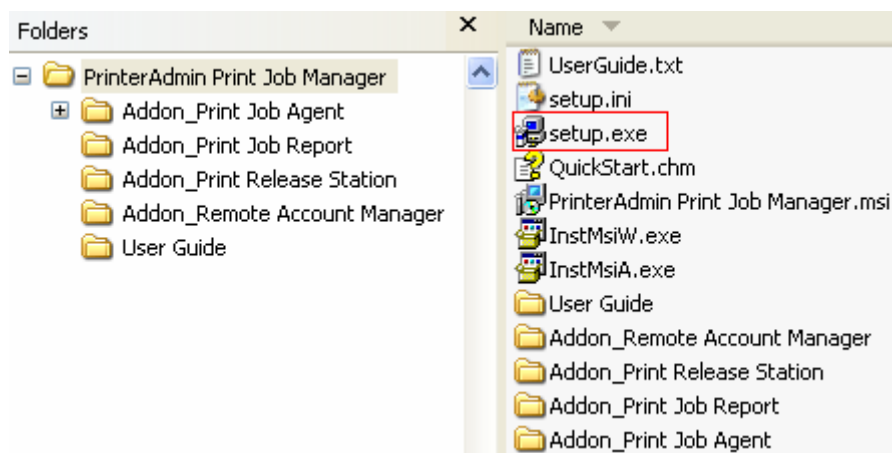 Folders
PrinterAdmin Print Job Manager
Addon_Print Job Agent
Addon_Print Job Report
Addon_Print Release Station
Addon_Remote Account Manager
User Guide
Name
UserGuide.txt
setup.ini
setup.exe
QuickStart.chm
PrinterAdmin Print Job Manager.msi
InstMsiW.exe
InstMsiA.exe
User Guide
Addon_Remote Account Manager
Addon_Print Release Station
Addon_Print Job Report
Addon_Print Job Agent